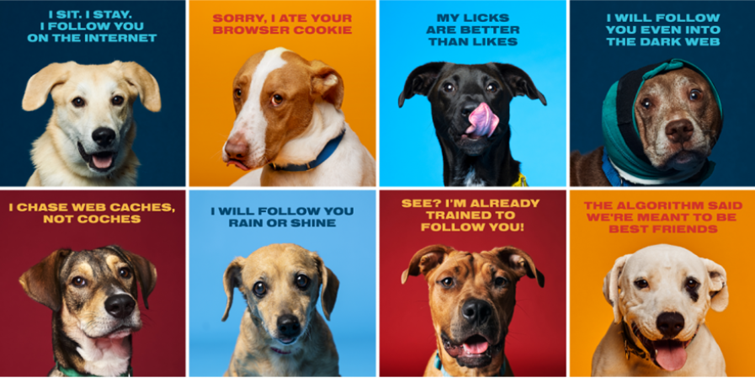 I SIT. I STAY.
I FOLLOW YOU
ON THE INTERNET
SORRY, I ATE YOUR
BROWSER COOKIE
MY LICKS
ARE BETTER
THAN LIKES
I WILL FOLLOW
YOU EVEN INTO
THE DARK WEB
I CHASE WEB CACHES,
NOT COCHES
I WILL FOLLOW YOU
RAIN OR SHINE
SEE? I'M ALREADY
TRAINED TO
FOLLOW YOU!
THE ALGORITHM SAID
WE'RE MEANT TO BE
BEST FRIENDS